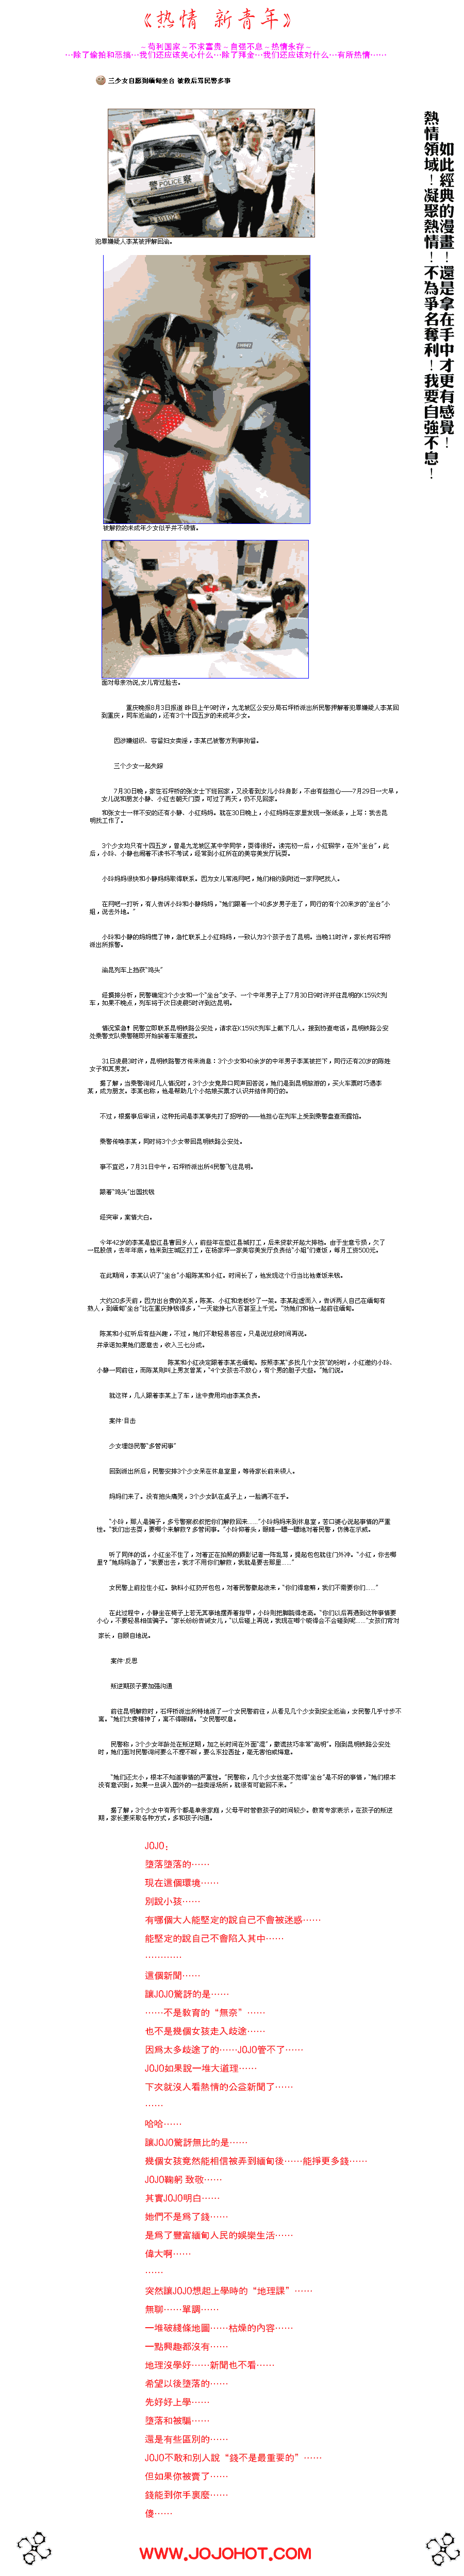 《热情 新青年》
~ 苟利国家 ~ 不求富贵 ~ 自强不息 ~ 热情永存 ~
…除了偷拍和恶搞…我们还应该关心什么…除了拜金…我们还应该对什么…有所热情……
三少女自愿到缅甸坐台 被救后骂民警多事
如此經典的漫畫！還是拿在手中才更有感覺！
熱情領域！凝聚熱情！不為爭名奪利！我要自強不息！
警 POLICE 察
犯罪嫌疑人李某被押解回渝。
被解救的未成年少女似乎并不领情。
面对母亲劝说,女儿背过脸去。
重庆晚报8月3日报道 昨日上午9时许，九龙坡区公安分局石坪桥派出所民警押解着犯罪嫌疑人李某回
到重庆，同车返渝的，还有3个十四五岁的未成年少女。
因涉嫌组织、容留妇女卖淫，李某已被警方刑事拘留。
三个少女一起失踪
7月30日晚，家住石坪桥的张女士下班回家，又没看到女儿小玲身影，不由有些担心——7月29日一大早，
女儿说和朋友小静、小红去朝天门耍，可过了两天，仍不见回家。
和张女士一样不安的还有小静、小红妈妈。就在30日晚上，小红妈妈在家里发现一张纸条，上写：我去昆
明找工作了。
3个少女均只有十四五岁，曾是九龙坡区某中学同学，耍得很好。读完初一后，小红辍学，在外“坐台”，此
后，小玲、小静也闹着不读书不考试，经常到小红所在的美容美发厅玩耍。
小玲妈妈很快和小静妈妈取得联系。因为女儿常泡网吧，她们相约到附近一家网吧找人。
在网吧一打听，有人告诉小玲和小静妈妈，“她们跟着一个40多岁男子走了，同行的有个20来岁的“坐台”小
姐，说去外地。”
小玲和小静的妈妈慌了神，急忙联系上小红妈妈，一致认为3个孩子去了昆明。当晚11时许，家长向石坪桥
派出所报警。
渝昆列车上挡获“鸡头”
经摸排分析，民警确定3个少女和一个“坐台”女子、一个中年男子上了7月30日9时许开往昆明的K159次列
车，如果不晚点，列车将于次日凌晨5时许到达昆明。
情况紧急！民警立即联系昆明铁路公安处，请求在K159次列车上截下几人。接到协查电话，昆明铁路公安
处乘警支队乘警随即开始挨着车厢查找。
31日凌晨3时许，昆明铁路警方传来消息：3个少女和40余岁的中年男子李某被拦下，同行还有20岁的陈姓
女子和其男友。
据了解，当乘警询问几人情况时，3个少女竟异口同声回答说，她们是到昆明旅游的，买火车票时巧遇李
某，成为朋友。李某也称，他是帮助几个小姑娘买票才认识并结伴同行的。
不过，根据事后审讯，这种托词是李某事先打了招呼的——他担心在列车上受到乘警盘查而露馅。
乘警传唤李某，同时将3个少女带回昆明铁路公安处。
事不宜迟，7月31日中午，石坪桥派出所4民警飞往昆明。
跟着“鸡头”出国找钱
经突审，案情大白。
今年42岁的李某是垫江县曹回乡人，前些年在垫江县城打工，后来贷款开起大排档。由于生意亏损，欠了
一屁股债，去年年底，他来到主城区打工，在杨家坪一家美容美发厅负责给“小姐”们煮饭，每月工资500元。
在此期间，李某认识了“坐台”小姐陈某和小红。时间长了，他发现这个行当比他煮饭来钱。
大约20多天前，因为出台费的关系，陈某、小红和老板吵了一架。李某趁虚而入，告诉两人自己在缅甸有
熟人，到缅甸“坐台”比在重庆挣钱得多，“一天能挣七八百甚至上千元。”劝她们和他一起前往缅甸。
陈某和小红听后有些兴趣，不过，她们不敢轻易答应，只是说过段时间再说。
并承诺如果她们愿意去，收入三七分成。
陈某和小红决定跟着李某去缅甸。按照李某“多找几个女孩”的吩咐，小红邀约小玲、
小静一同前往，而陈某则叫上男友曾某，“4个女孩去不放心，有个男的胆子大些。”她们说。
就这样，几人跟着李某上了车，途中费用均由李某负责。
案件·目击
少女埋怨民警“多管闲事”
回到派出所后，民警安排3个少女呆在休息室里，等待家长前来领人。
妈妈们来了。没有抱头痛哭，3个少女趴在桌子上，一脸满不在乎。
“小玲，那人是骗子，多亏警察叔叔把你们解救回来……”小玲妈妈来到休息室，苦口婆心说起事情的严重
性。“我们出去耍，要哪个来解救？多管闲事。”小玲仰着头，眼睛一瞟一瞟地对着民警，仿佛在示威。
听了同伴的话，小红坐不住了，对着正在拍照的摄影记者一阵乱骂，提起包包就往门外冲。“小红，你去哪
里？”她妈妈急了，“我要出去，我才不用你们解救，我就是要去那里……”
女民警上前拉住小红。孰料小红扔开包包，对着民警撒起泼来，“你们得意嘛，我们不需要你们……”
在此过程中，小静坐在椅子上若无其事地摆弄着指甲，小玲则把脚跷得老高。“你们以后再遇到这种事情要
小心，不要轻易相信骗子。”家长纷纷告诫女儿，“以后碰上再说，我现在哪个晓得会不会碰到呢……”女孩们背对
家长，自顾自地说。
案件·反思
叛逆期孩子要加强沟通
前往昆明解救时，石坪桥派出所特地派了一个女民警前往，从看见几个少女到安全返渝，女民警几乎寸步不
离。“她们太费精神了，离不得眼睛。”女民警叹息。
民警称，3个少女年龄处在叛逆期，加之长时间在外面“混”，撒谎技巧非常“高明”。刚到昆明铁路公安处
时，她们面对民警询问要么不理不睬，要么东拉西扯，毫无害怕或悔意。
“她们还太小，根本不知道事情的严重性。”民警称，几个少女丝毫不觉得“坐台”是不好的事情，“她们根本
没有意识到，如果一旦误入国外的一些卖淫场所，就很有可能回不来。”
据了解，3个少女中有两个都是单亲家庭，父母平时管教孩子的时间较少。教育专家表示，在孩子的叛逆
期，家长要采取各种方式，多和孩子沟通。
JOJO：
墮落墮落的……
現在這個環境……
別說小孩……
有哪個大人能堅定的說自己不會被迷惑……
能堅定的說自己不會陷入其中……
…………
這個新聞……
讓JOJO驚訝的是……
……不是教育的“無奈”……
也不是幾個女孩走入歧途……
因爲太多歧途了的……JOJO管不了……
JOJO如果說一堆大道理……
下次就沒人看熱情的公益新聞了……
……
哈哈……
讓JOJO驚訝無比的是……
幾個女孩竟然能相信被弄到緬甸後……能掙更多錢……
JOJO鞠躬 致敬……
其實JOJO明白……
她們不是爲了錢……
是爲了豐富緬甸人民的娛樂生活……
偉大啊……
……
突然讓JOJO想起上學時的“地理課”……
無聊……單調……
一堆破綫條地圖……枯燥的內容……
一點興趣都沒有……
地理沒學好……新聞也不看……
希望以後墮落的……
先好好上學……
墮落和被騙……
還是有些區別的……
JOJO不敢和別人說“錢不是最重要的”……
但如果你被賣了……
錢能到你手裏麼……
傻……
WWW.JOJOHOT.COM